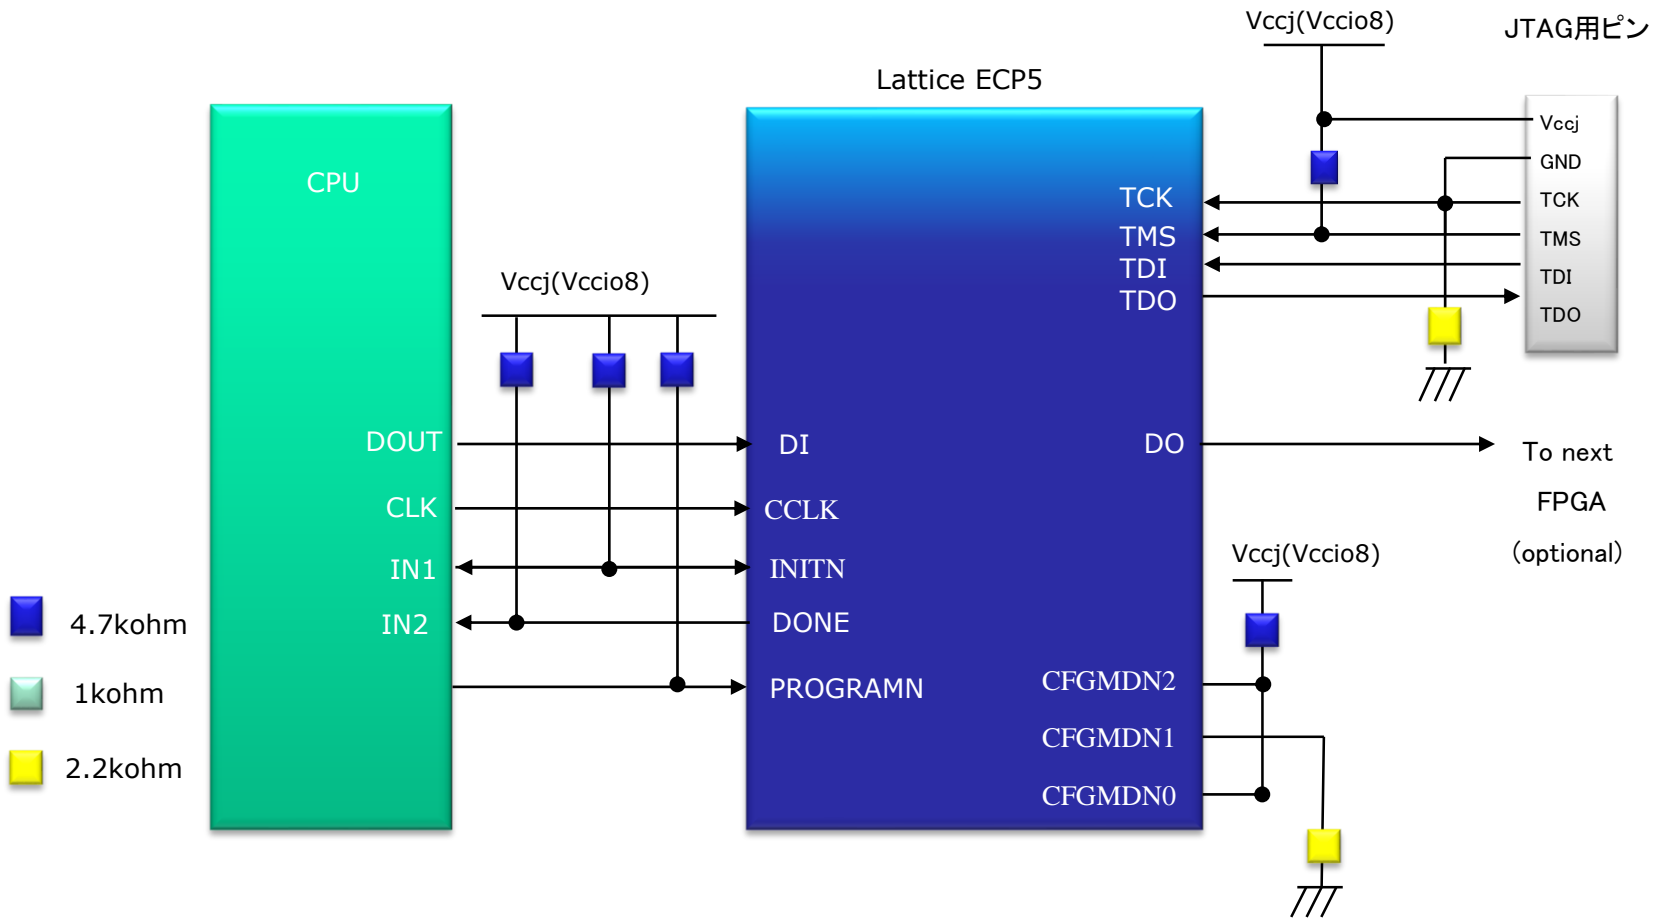 Vccj(Vccio8)
JTAG用ピン
Lattice ECP5
CPU
Vccj
GND
TCK
TMS
TDI
TDO
TCK
TMS
TDI
TDO
Vccj(Vccio8)
DOUT
CLK
IN1
IN2
DI
CCLK
INITN
DONE
PROGRAMN
DO
To next
FPGA
(optional)
Vccj(Vccio8)
CFGMDN2
CFGMDN1
CFGMDN0
4.7kohm
1kohm
2.2kohm